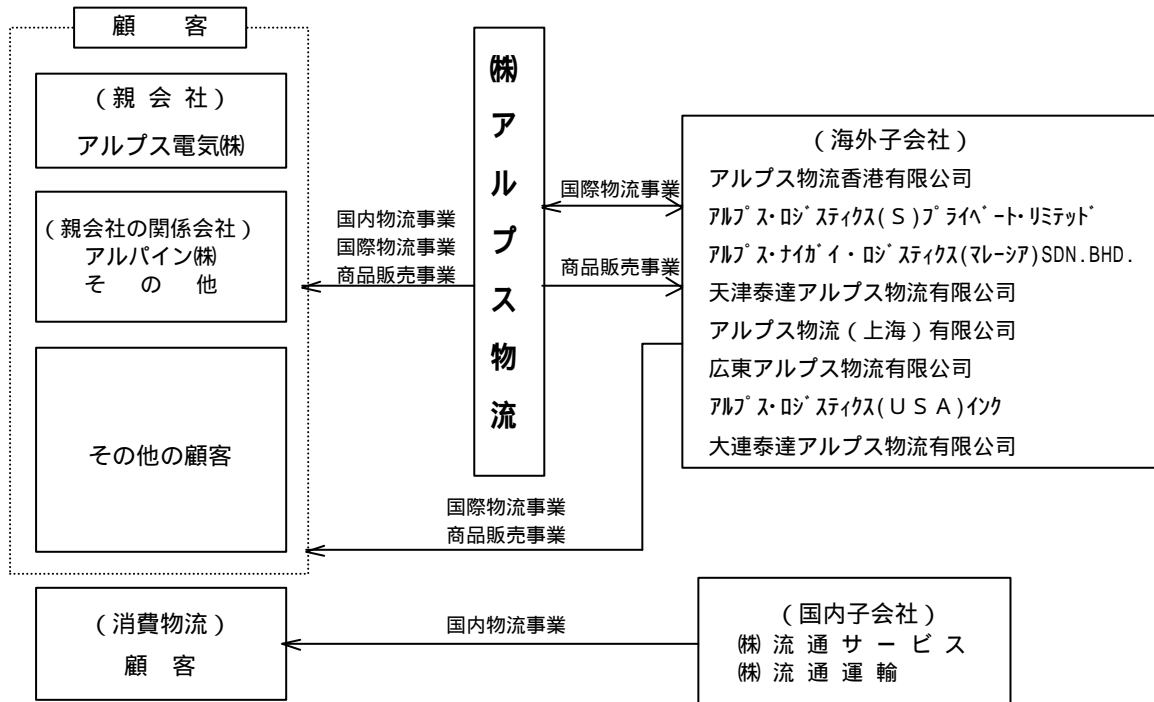 顧　客
（親 会 社）
アルプス電気㈱
（親会社の関係会社）
アルパイン㈱
そ　の　他
その他の顧客
国内物流事業
国際物流事業
商品販売事業
㈱アルプス物流
国際物流事業
商品販売事業
（海外子会社）
アルプス物流香港有限公司
ｱﾙﾌﾟｽ・ﾛｼﾞｽﾃｨｸｽ(Ｓ)ﾌﾟﾗｲﾍﾞｰﾄ・ﾘﾐﾃｯﾄﾞ
ｱﾙﾌﾟｽ・ﾅｲｶﾞｲ・ﾛｼﾞｽﾃｨｸｽ(ﾏﾚｰｼｱ)SDN.BHD.
天津泰達アルプス物流有限公司
アルプス物流（上海）有限公司
広東アルプス物流有限公司
ｱﾙﾌﾟｽ・ﾛｼﾞｽﾃｨｸｽ(ＵＳＡ)ｲﾝｸ
大連泰達アルプス物流有限公司
国際物流事業
商品販売事業
（消費物流）
顧　客
国内物流事業
（国内子会社）
㈱ 流 通 サ ー ビ ス
㈱ 流 通 運 輸